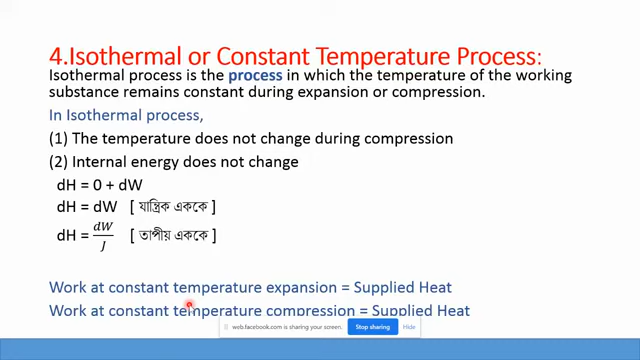 4.Isothermal or Constant Temperature Process:
Isothermal process is the process in which the temperature of the working
substance remains constant during expansion or compression.
In Isothermal process,
(1) The temperature does not change during compression
(2) Internal energy does not change
dH = 0 + dW
dH = dW [ যান্ত্রিক এককে ]
dH = dW/J [ তাপীয় এককে ]
Work at constant temperature expansion = Supplied Heat
Work at constant temperature compression = Supplied Heat
web.facebook.com is sharing your screen. Stop sharing Hide